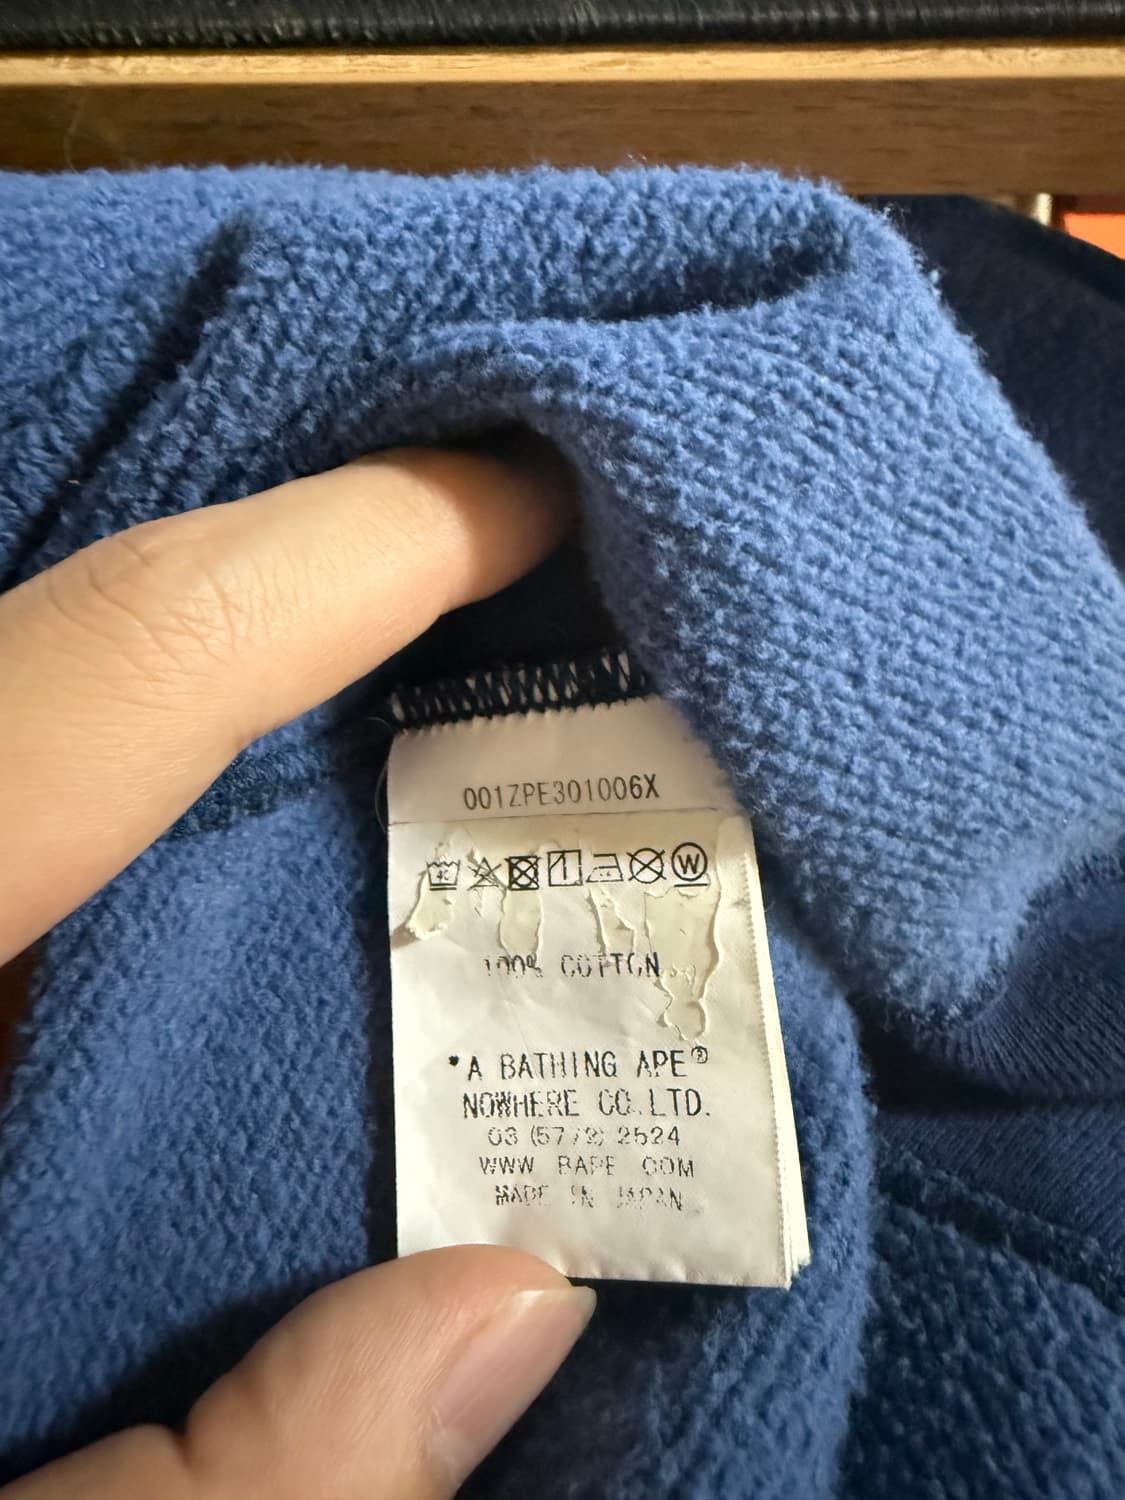 001ZPE301006X
100% COTTON
*A BATHING APE®
NOWHERE CO.LTD.
03 (5772) 2524
WWW BAPE COM
MADE IN JAPAN